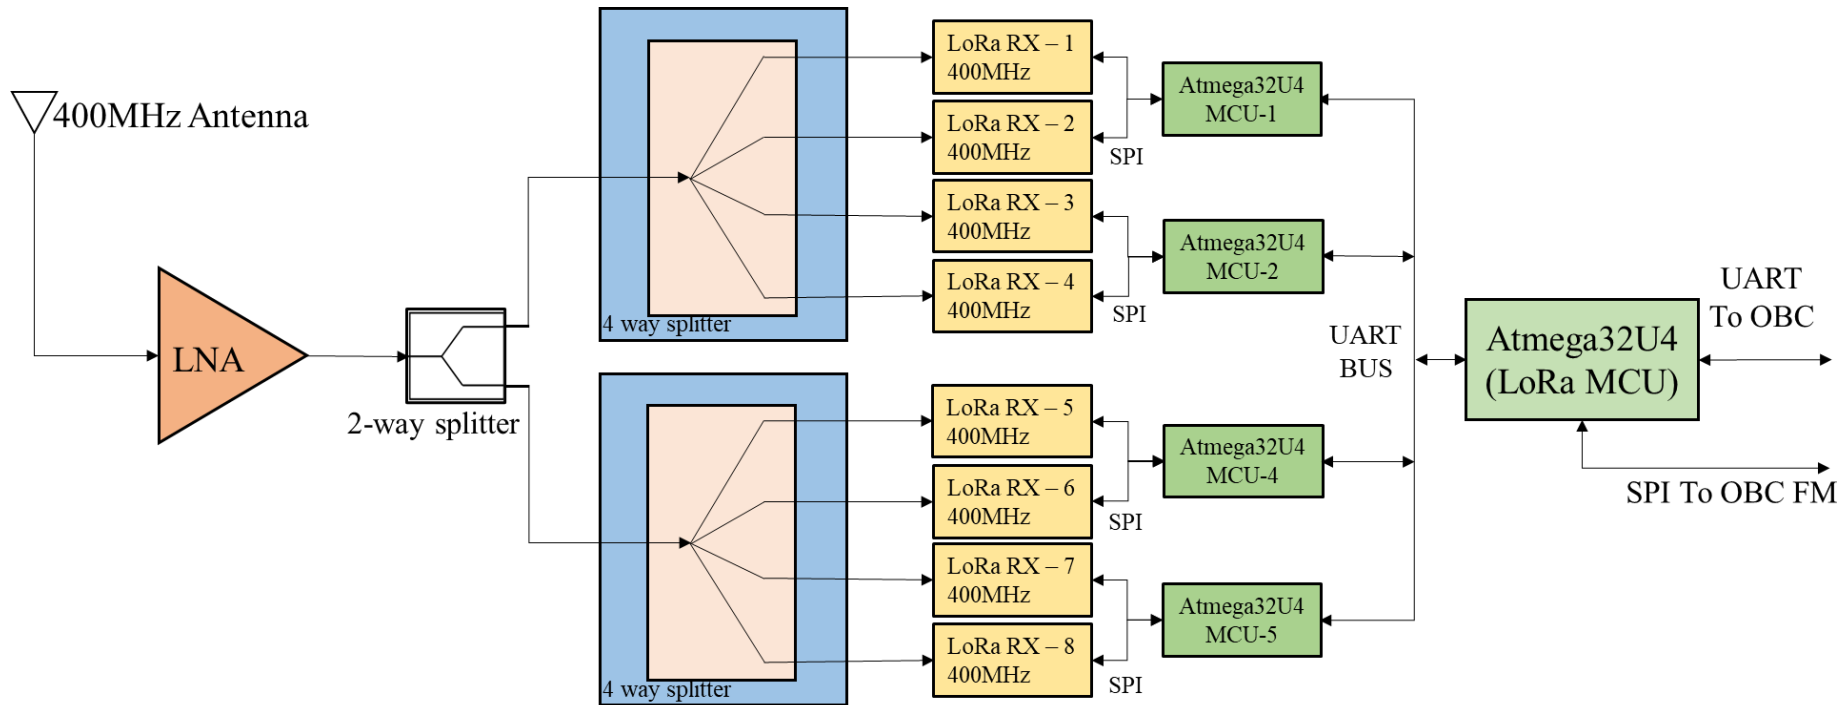 400MHz Antenna
LNA
2-way splitter
4 way splitter
LoRa RX – 1
400MHz
LoRa RX – 2
400MHz
LoRa RX – 3
400MHz
LoRa RX – 4
400MHz
SPI
SPI
Atmega32U4
MCU-1
Atmega32U4
MCU-2
4 way splitter
LoRa RX – 5
400MHz
LoRa RX – 6
400MHz
LoRa RX – 7
400MHz
LoRa RX – 8
400MHz
SPI
SPI
Atmega32U4
MCU-4
Atmega32U4
MCU-5
UART
BUS
Atmega32U4
(LoRa MCU)
UART
To OBC
SPI To OBC FM